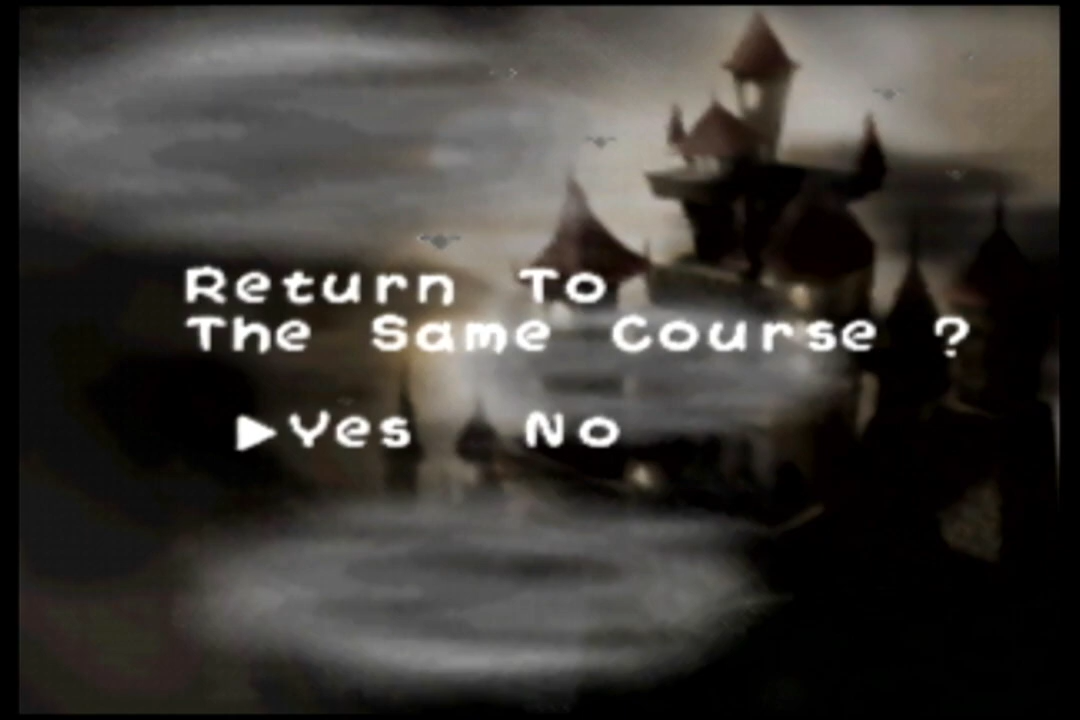 Return To
The Same Course ?
▶Yes No